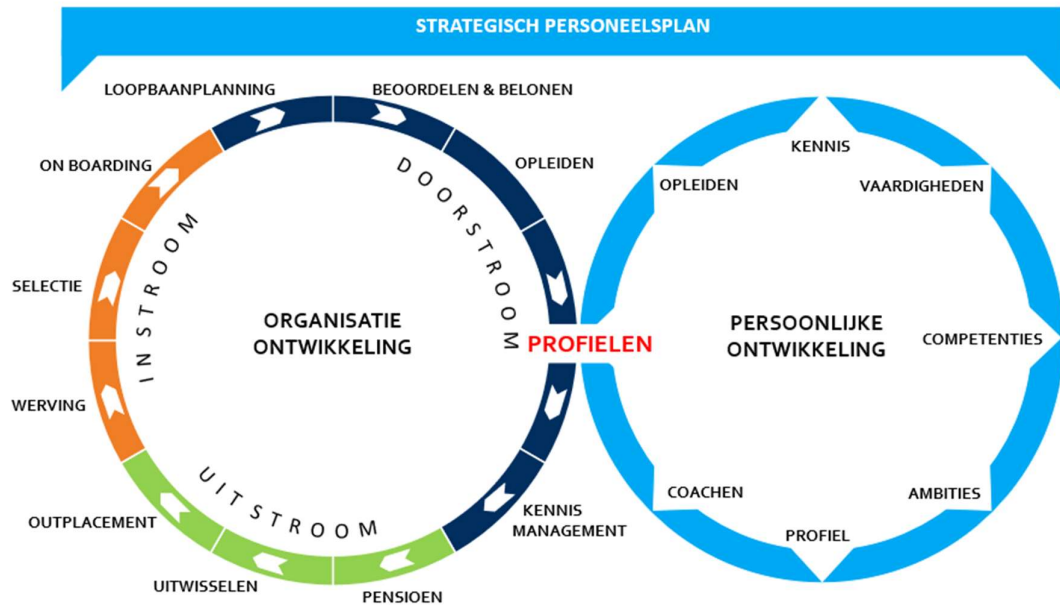 STRATEGISCH PERSONEELSPLAN
LOOPBAANPLANNING
BEOORDELEN & BELONEN
ON BOARDING
OPLEIDEN
SELECTIE
WERVING
INSTROOM
DOORSTROOM
UITSTROOM
ORGANISATIE
ONTWIKKELING
PROFIELEN
OUTPLACEMENT
UITWISSELEN
PENSIOEN
KENNIS
MANAGEMENT
KENNIS
OPLEIDEN
VAARDIGHEDEN
PERSOONLIJKE
ONTWIKKELING
COMPETENTIES
COACHEN
AMBITIES
PROFIEL